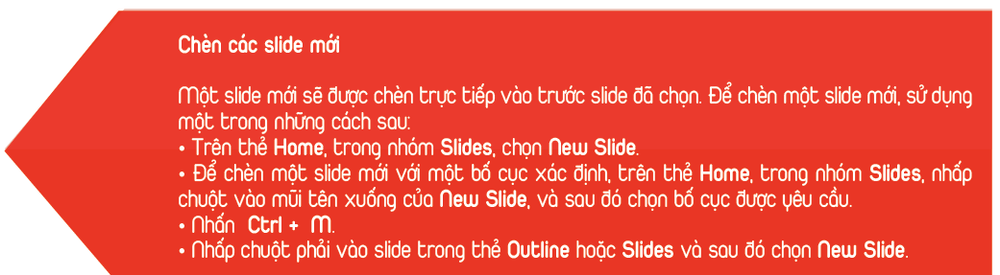 Chèn các slide mới
Một slide mới sẽ được chèn trực tiếp vào trước slide đã chọn. Để chèn một slide mới, sử dụng
một trong những cách sau:
• Trên thẻ Home, trong nhóm Slides, chọn New Slide.
• Để chèn một slide mới với một bố cục xác định, trên thẻ Home, trong nhóm Slides, nhấp
chuột vào mũi tên xuống của New Slide, và sau đó chọn bố cục được yêu cầu.
• Nhấn Ctrl + M.
• Nhấp chuột phải vào slide trong thẻ Outline hoặc Slides và sau đó chọn New Slide.